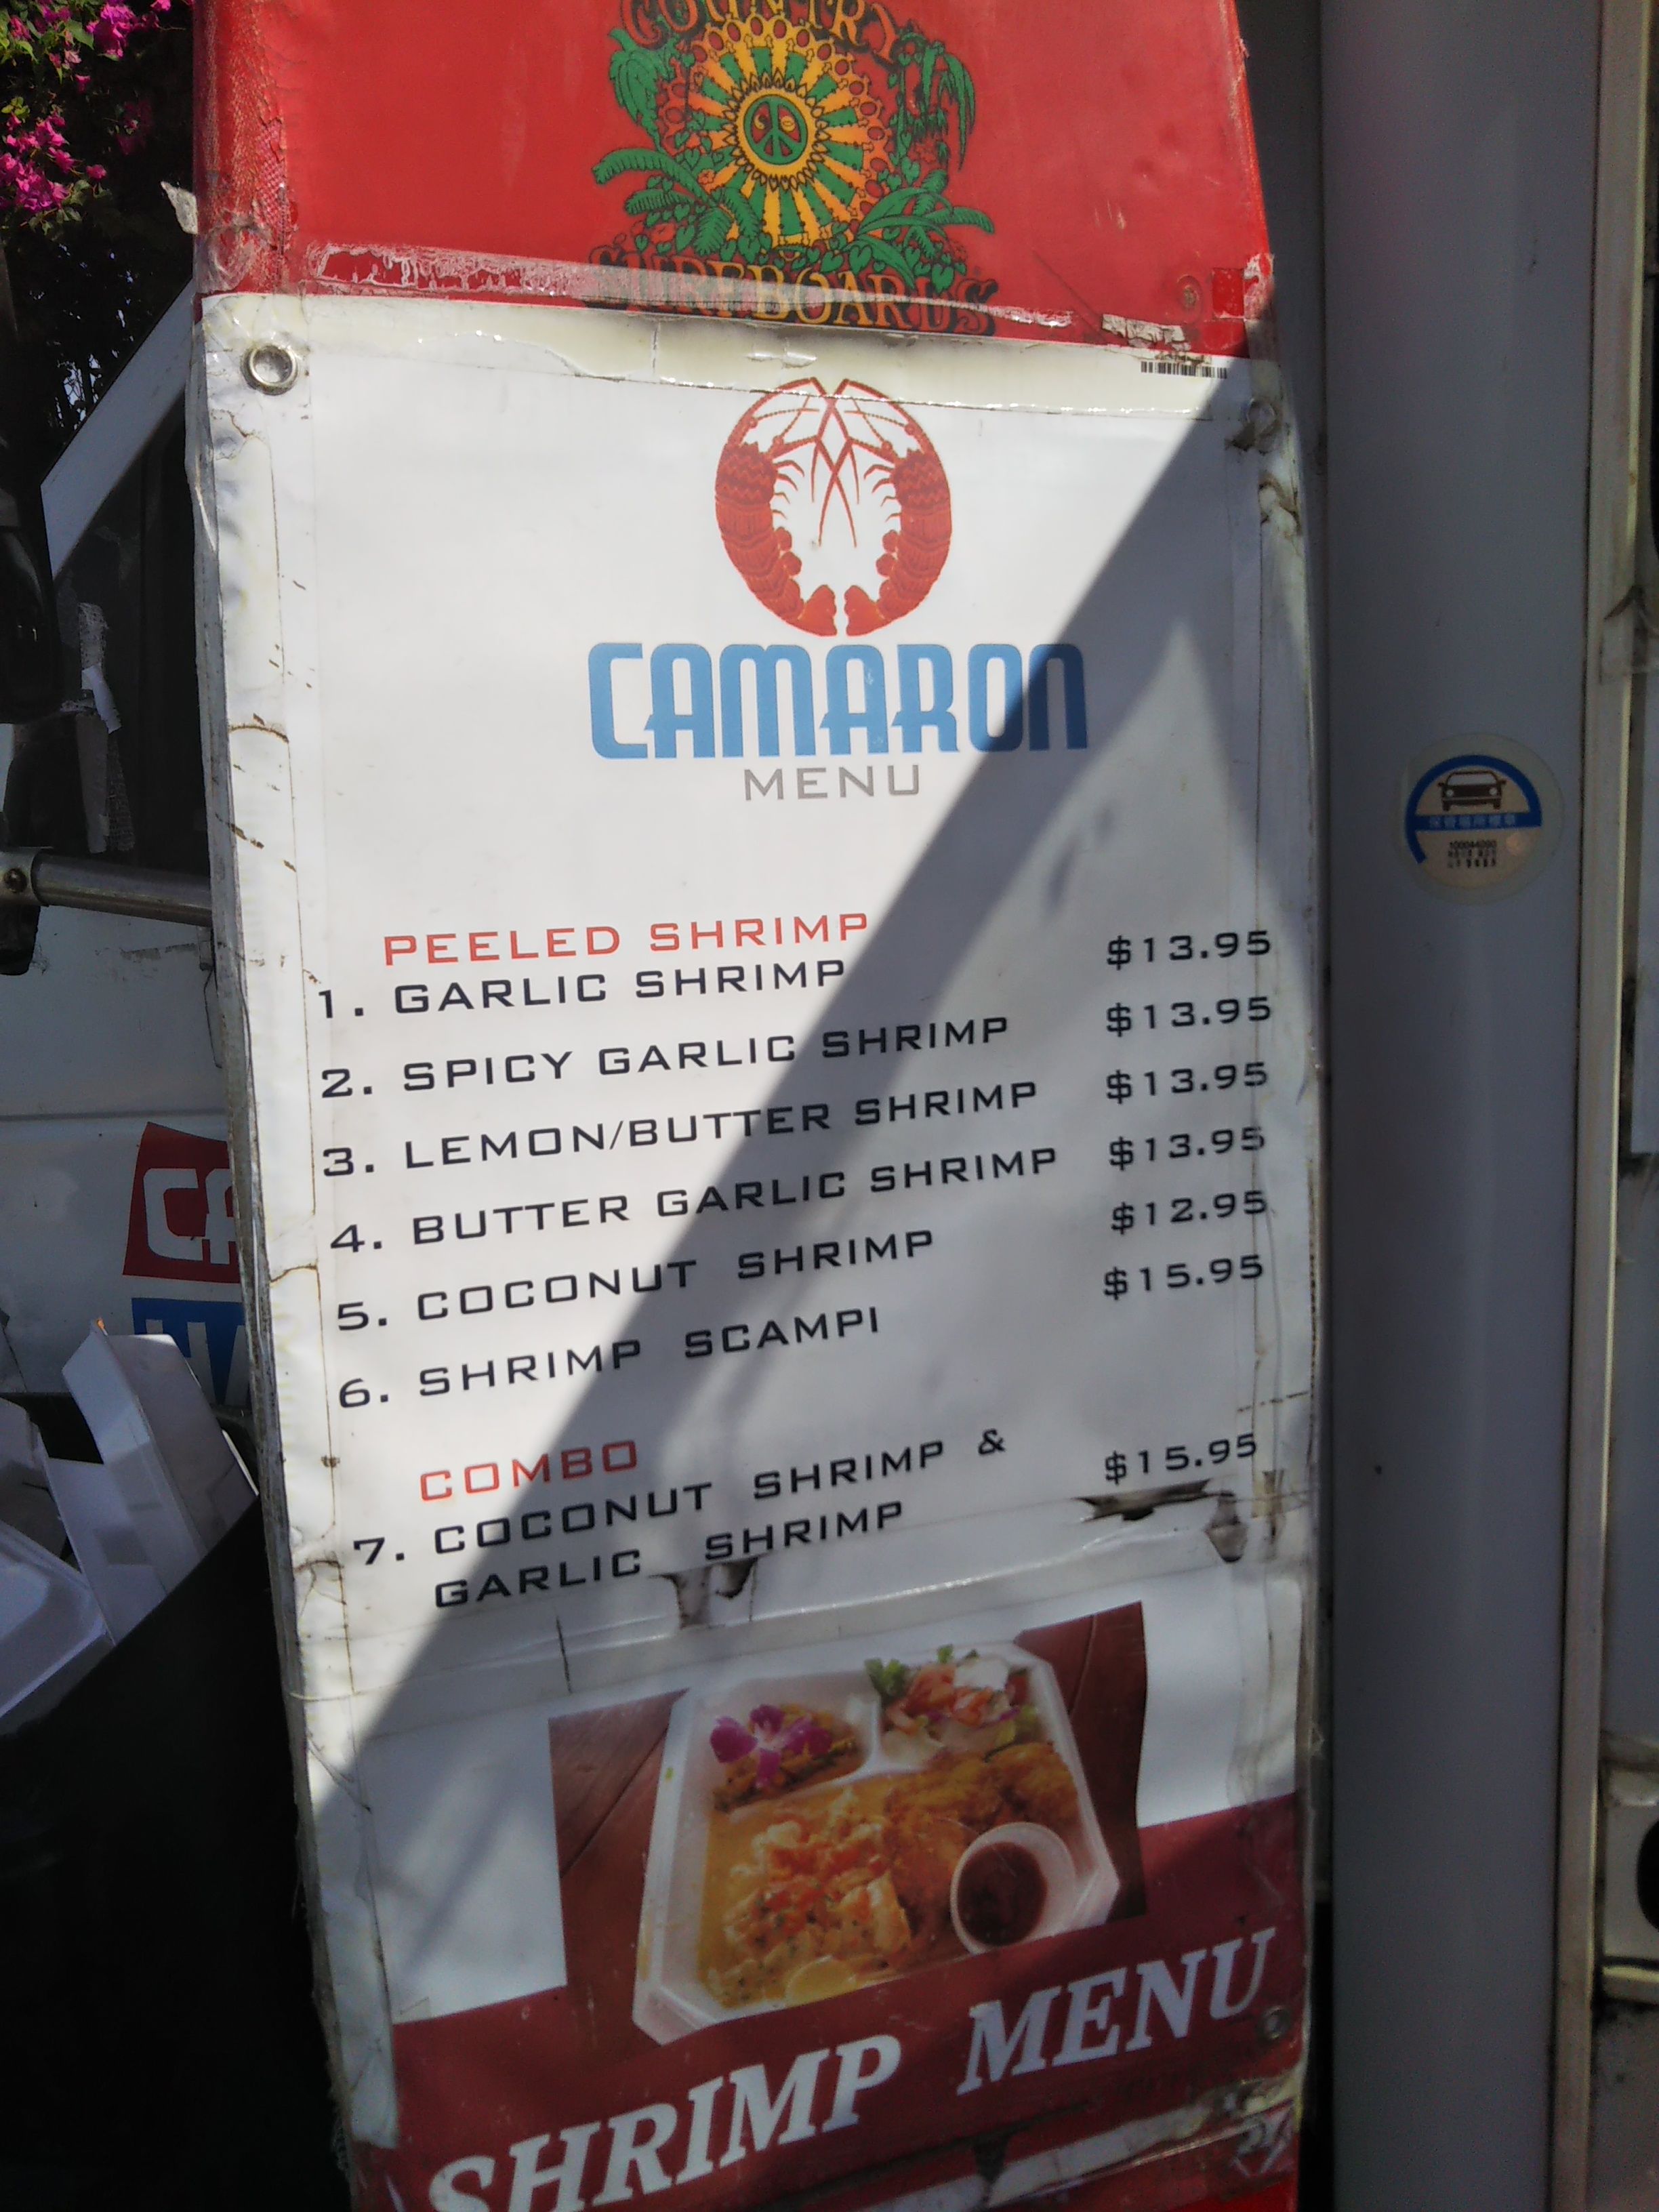 COUNTRY
SURFBOARDS
CAMARON
MENU
PEELED SHRIMP
1. GARLIC SHRIMP $13.95
2. SPICY GARLIC SHRIMP $13.95
3. LEMON/BUTTER SHRIMP $13.95
4. BUTTER GARLIC SHRIMP $13.95
5. COCONUT SHRIMP $12.95
6. SHRIMP SCAMPI $15.95
COMBO
7. COCONUT SHRIMP & $15.95
GARLIC SHRIMP
SHRIMP MENU
CA